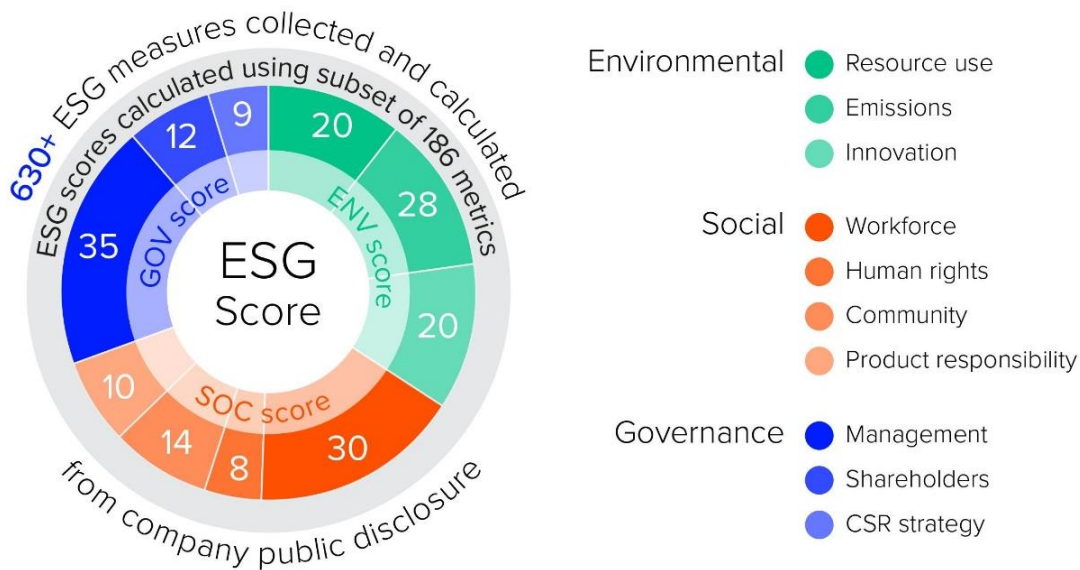 630+ ESG measures collected and calculated
from company public disclosure
ESG scores calculated using subset of 186 metrics
20
28
20
30
8
14
10
35
12
9
ENV score
SOC score
GOV score
ESG
Score
Environmental
Resource use
Emissions
Innovation
Social
Workforce
Human rights
Community
Product responsibility
Governance
Management
Shareholders
CSR strategy